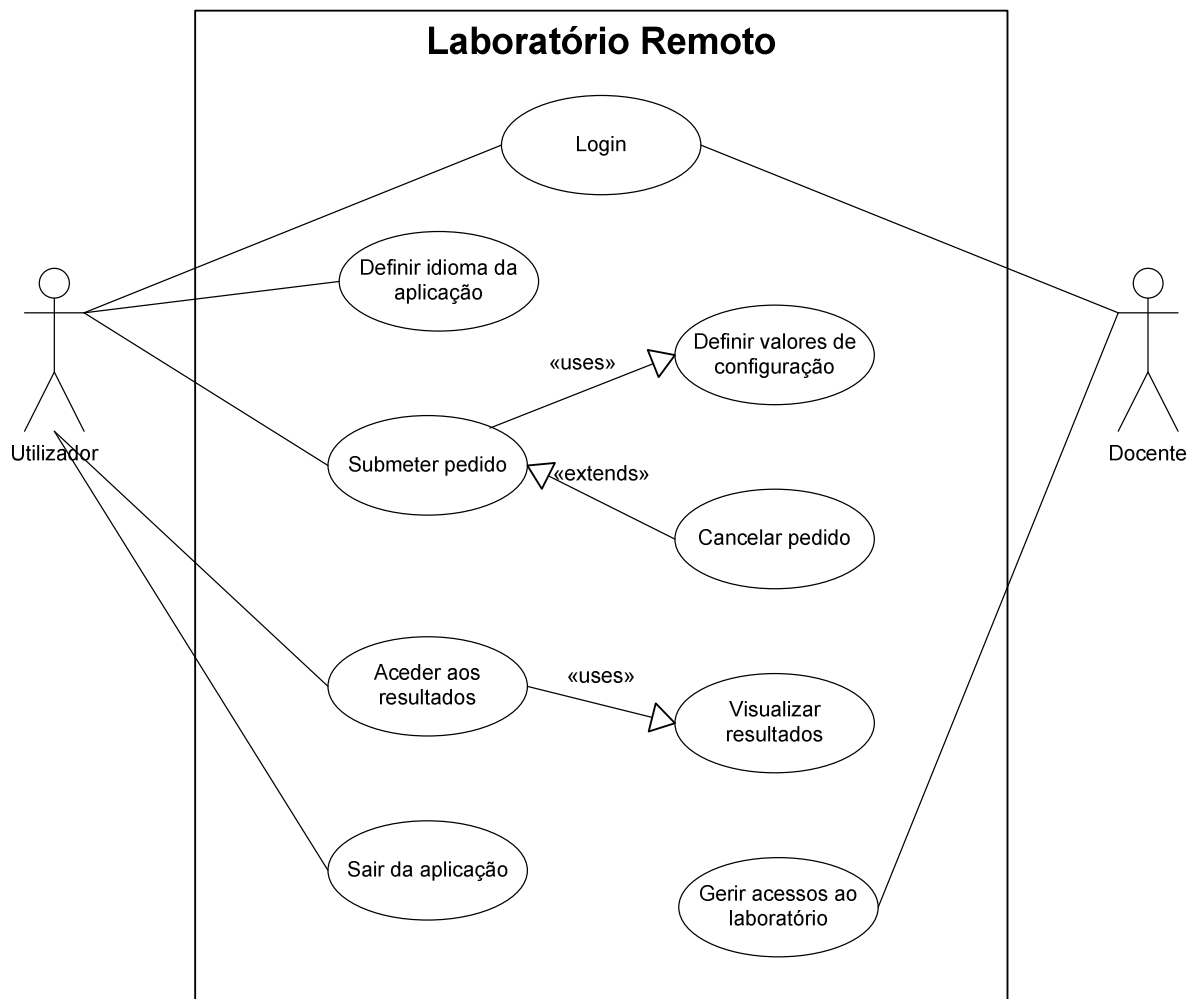 Laboratório Remoto
Login
Definir idioma da
aplicação
Definir valores de
configuração
«uses»
Utilizador
Docente
Submeter pedido
«extends»
Cancelar pedido
Aceder aos
resultados
«uses»
Visualizar
resultados
Sair da aplicação
Gerir acessos ao
laboratório